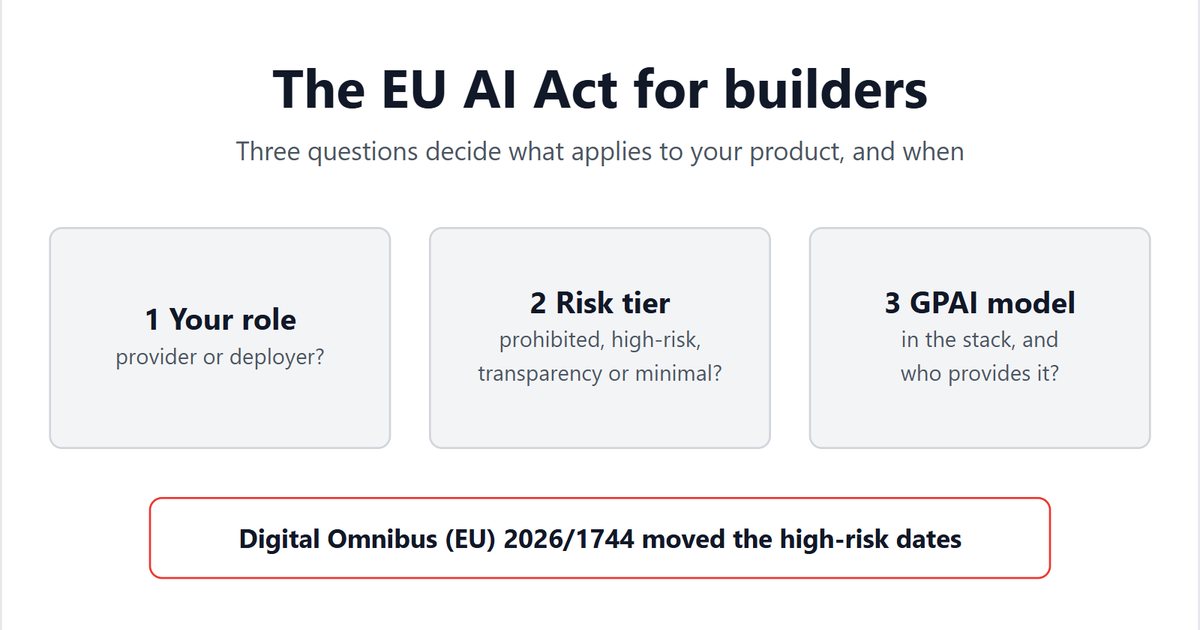 The EU AI Act for builders
Three questions decide what applies to your product, and when
1 Your role
provider or deployer?
2 Risk tier
prohibited, high-risk,
transparency or minimal?
3 GPAI model
in the stack, and
who provides it?
Digital Omnibus (EU) 2026/1744 moved the high-risk dates